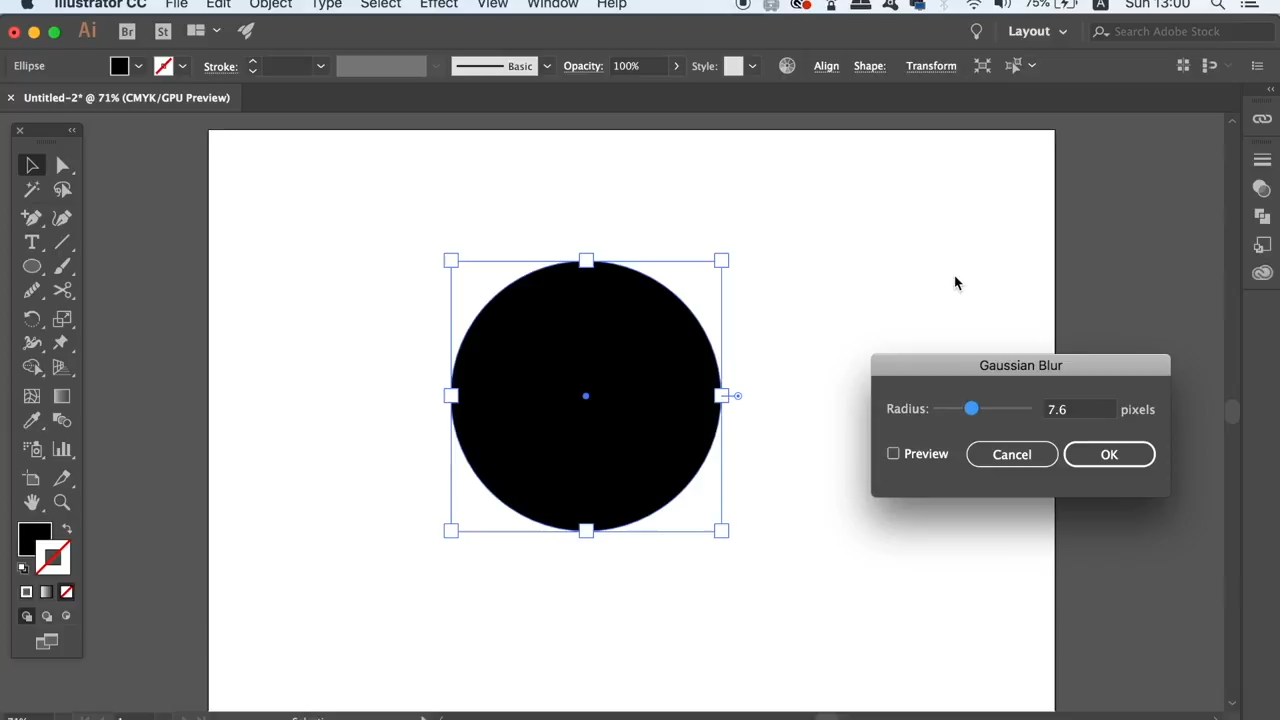 Illustrator CC File Edit Object Type Select Effect View Window Help 75% A Sun 13:00
Ai Br St Layout Search Adobe Stock
Ellipse Stroke: Basic Opacity: 100% Style: Align Shape: Transform
Untitled-2* @ 71% (CMYK/GPU Preview)
Gaussian Blur
Radius: 7.6 pixels
Preview Cancel OK